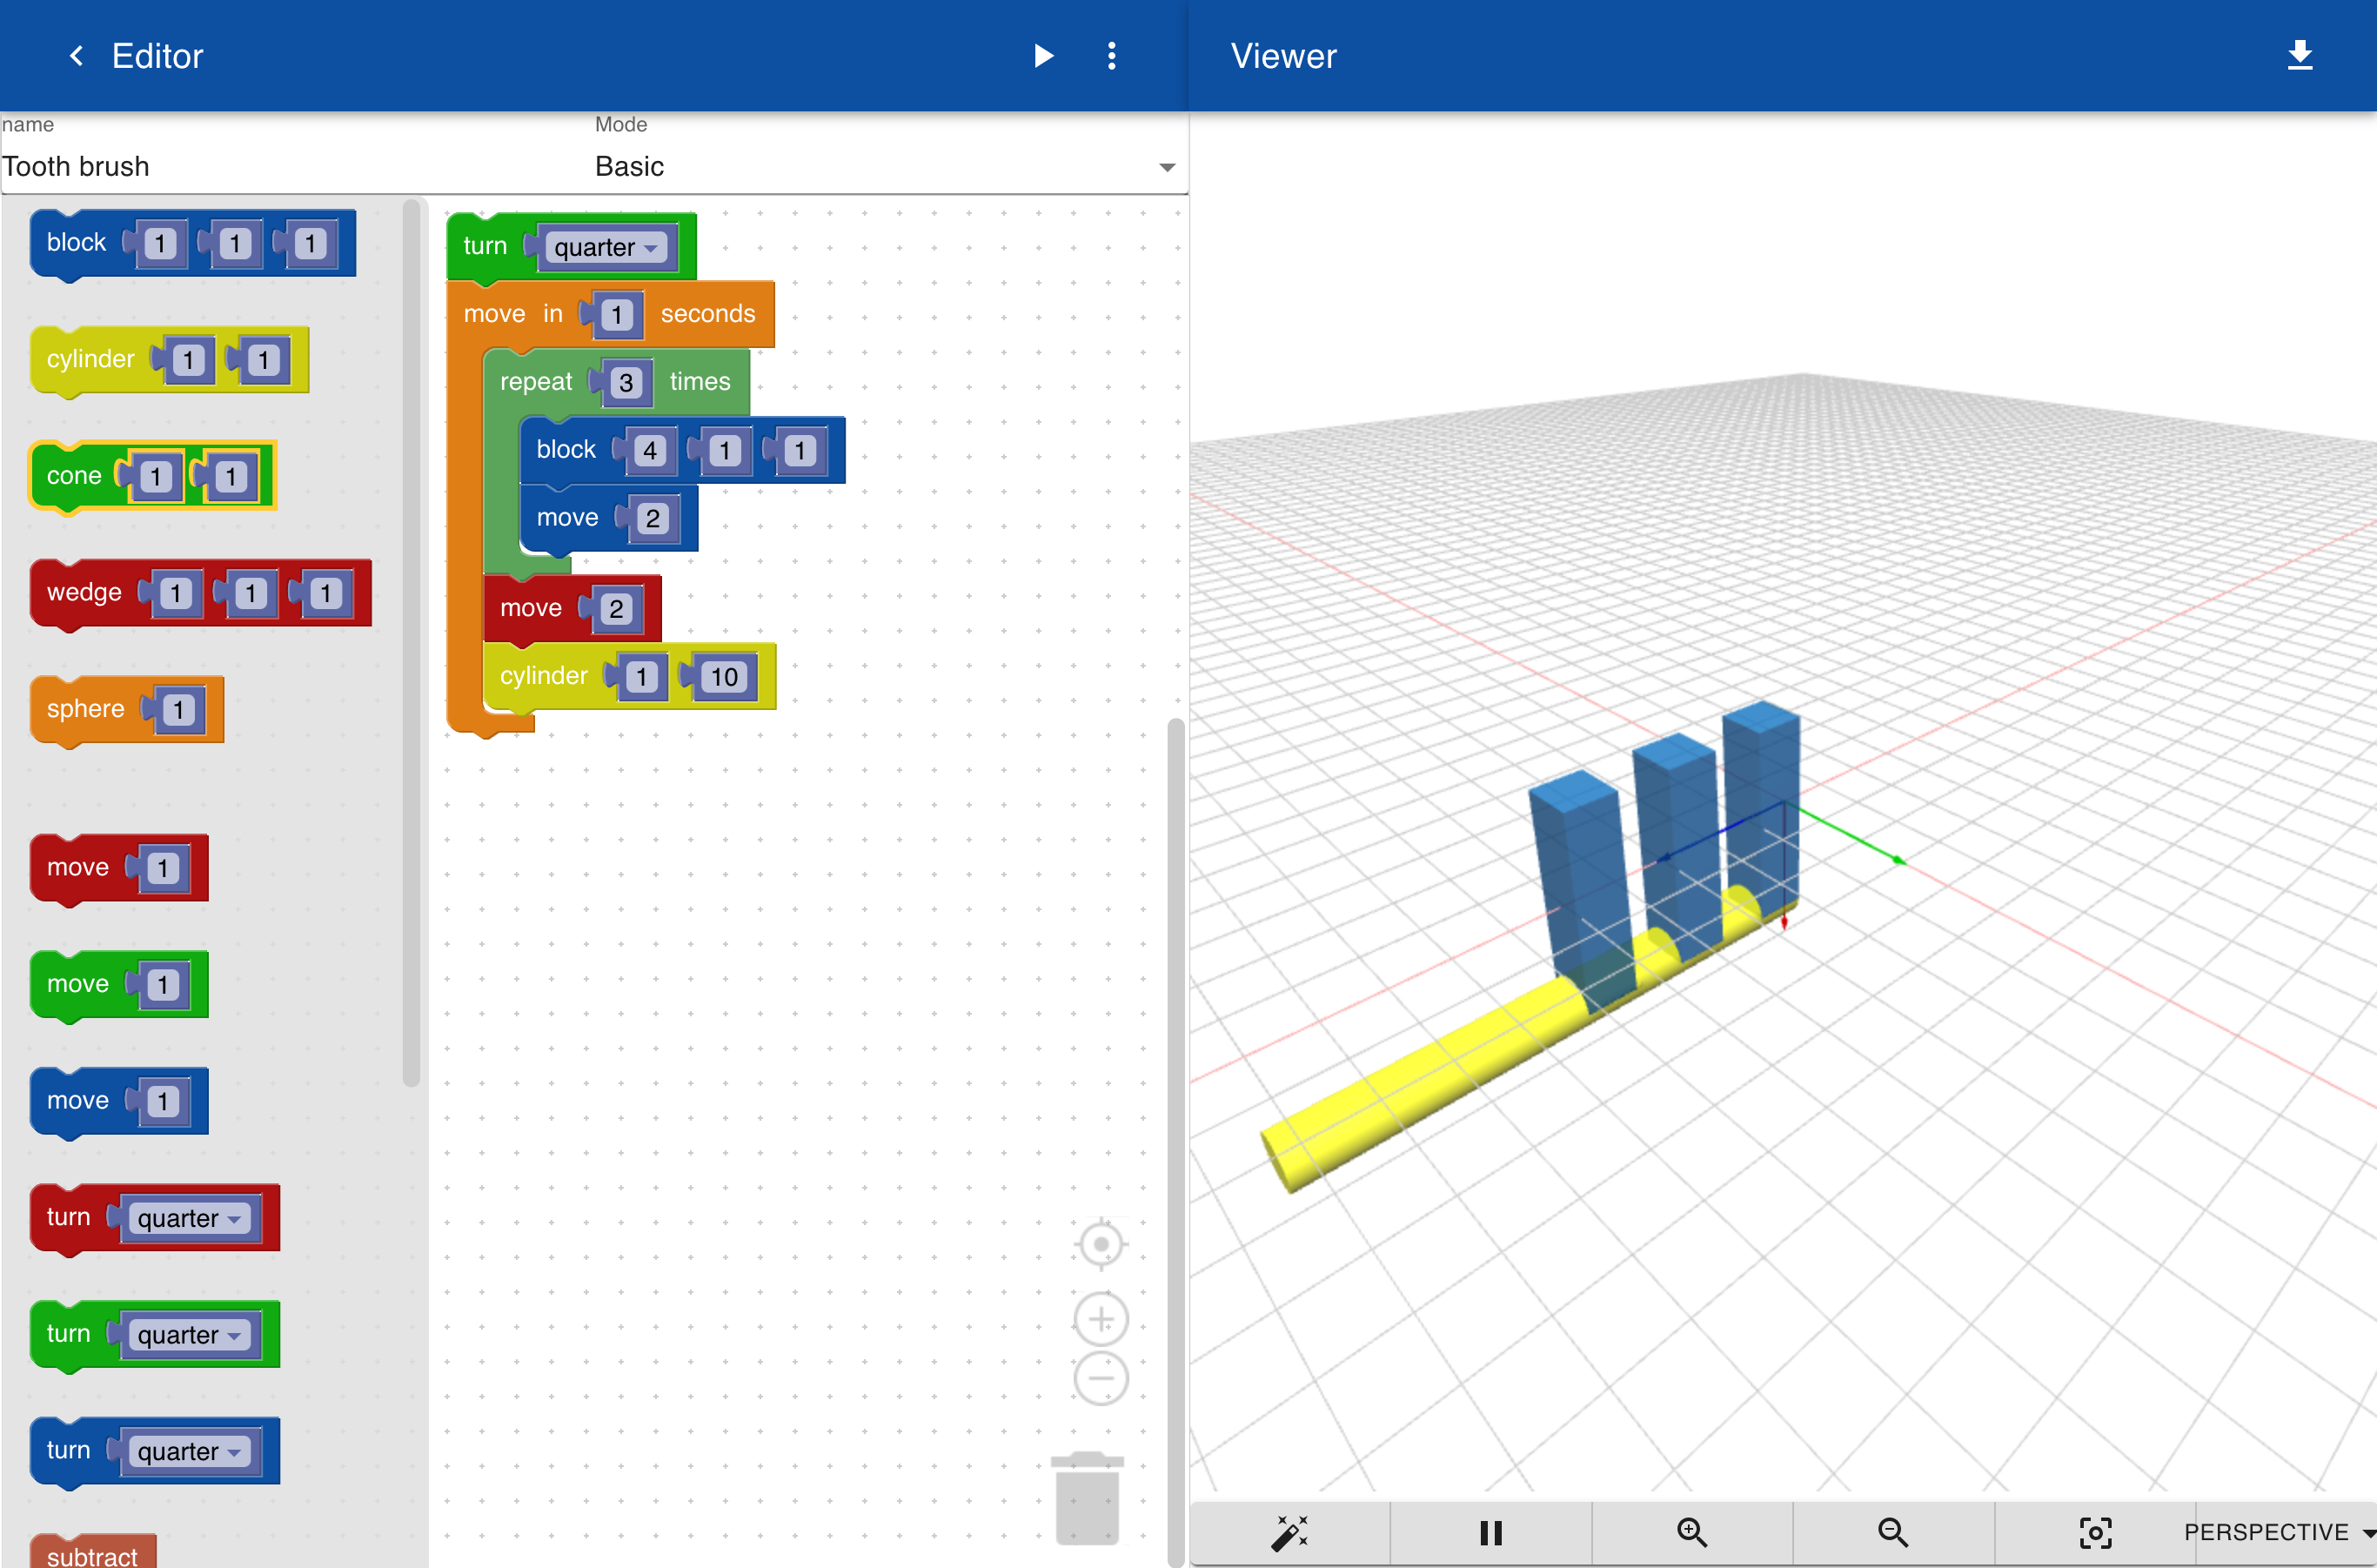 Editor
Viewer
name
Mode
Tooth brush
Basic
block 1 1 1
cylinder 1 1
cone 1 1
wedge 1 1 1
sphere 1
move 1
move 1
move 1
turn quarter
turn quarter
turn quarter
subtract
turn quarter
move in 1 seconds
repeat 3 times
block 4 1 1
move 2
move 2
cylinder 1 10
PERSPECTIVE